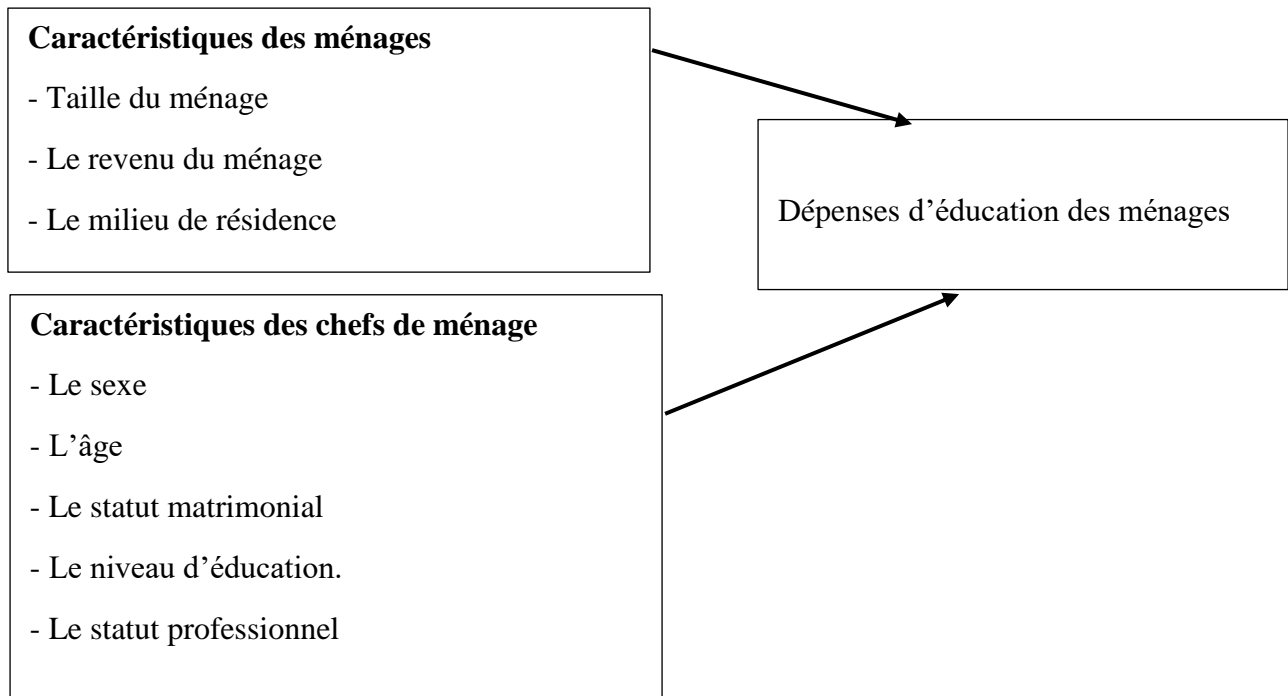 Caractéristiques des ménages
- Taille du ménage
- Le revenu du ménage
- Le milieu de résidence
Dépenses d’éducation des ménages
Caractéristiques des chefs de ménage
- Le sexe
- L’âge
- Le statut matrimonial
- Le niveau d’éducation.
- Le statut professionnel